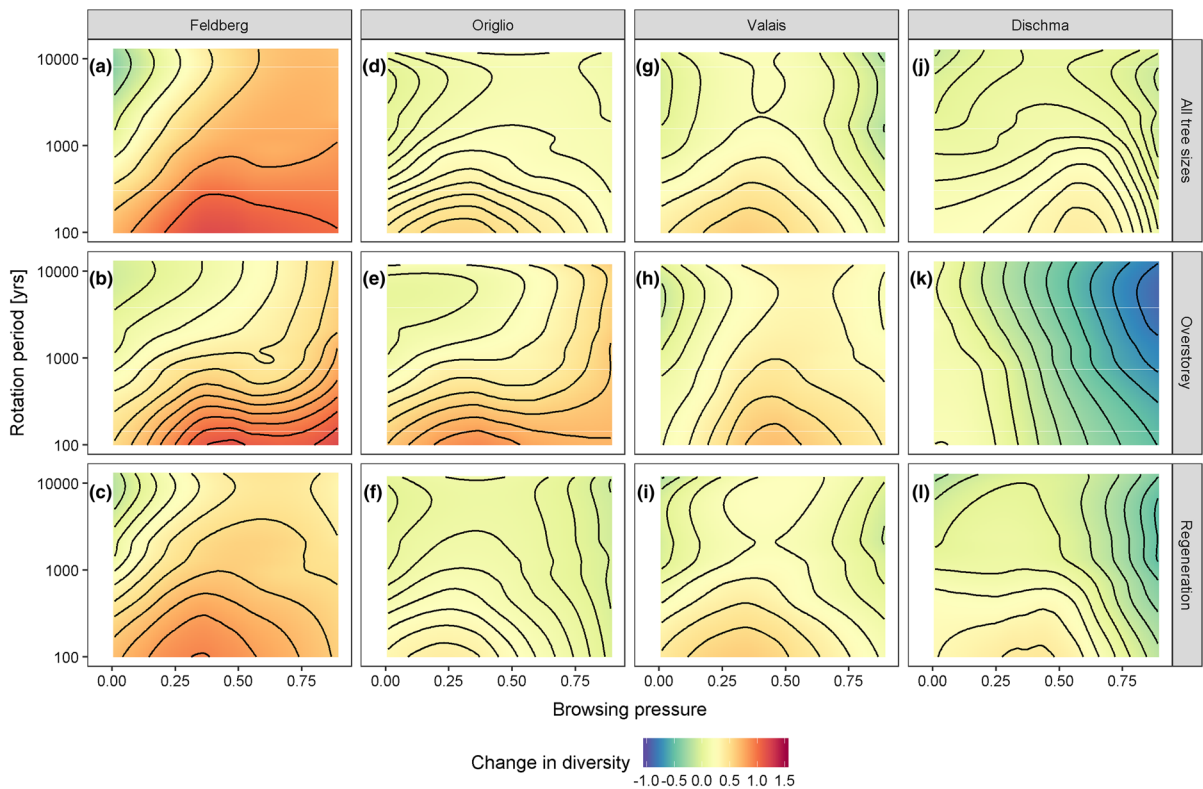 Feldberg Origlio Valais Dischma
(a) (d) (g) (j)
10000
1000
100
All tree sizes
(b) (e) (h) (k)
10000
1000
100
Overstorey
(c) (f) (i) (l)
10000
1000
100
Regeneration
Rotation period [yrs]
0.00 0.25 0.50 0.75 0.00 0.25 0.50 0.75 0.00 0.25 0.50 0.75 0.00 0.25 0.50 0.75
Browsing pressure
Change in diversity
-1.0 -0.5 0.0 0.5 1.0 1.5